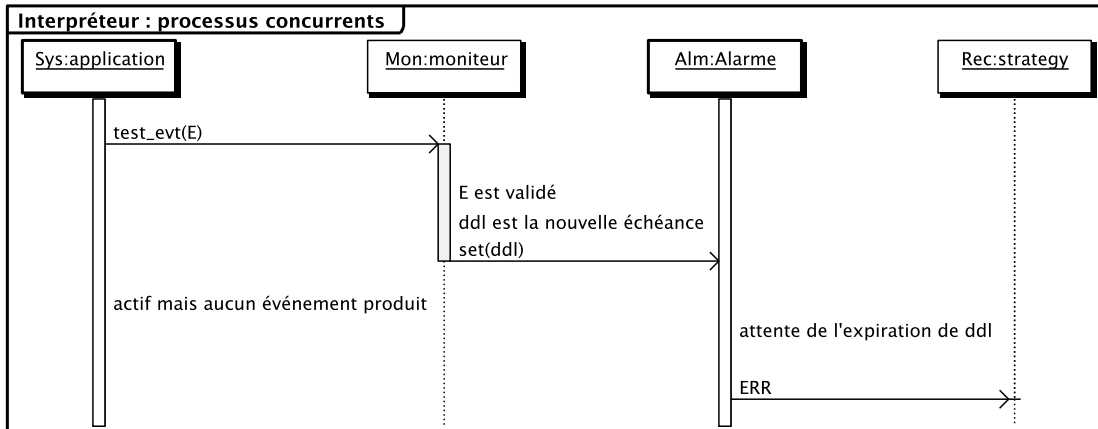 Interpréteur : processus concurrents
Sys:application
Mon:moniteur
Alm:Alarme
Rec:strategy
test_evt(E)
E est validé
ddl est la nouvelle échéance
set(ddl)
actif mais aucun événement produit
attente de l'expiration de ddl
ERR